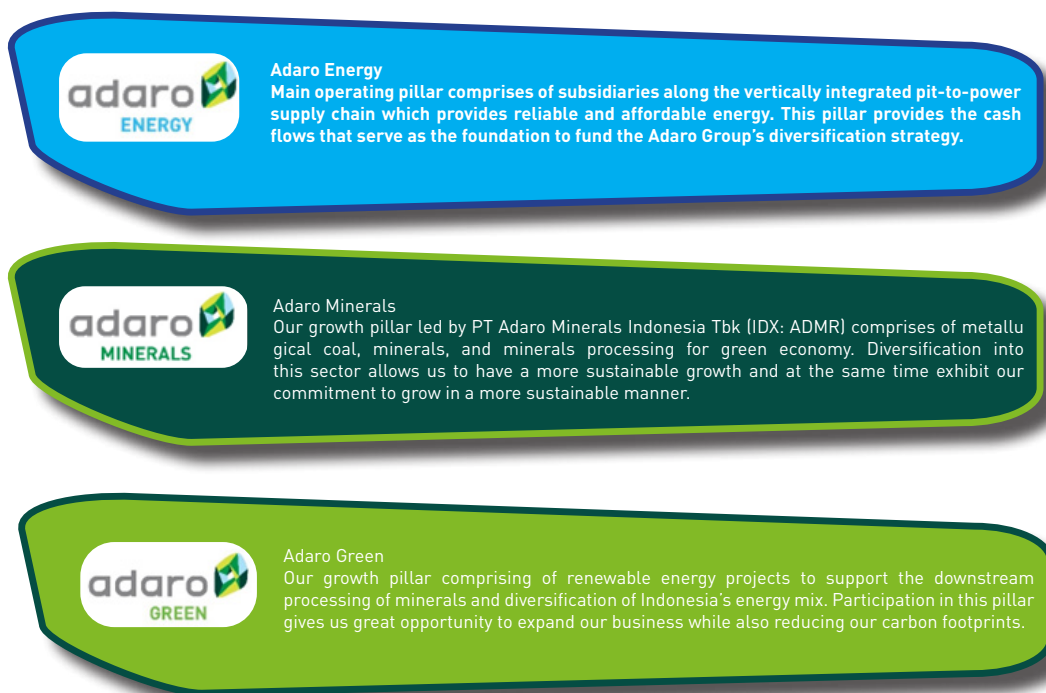 adaro
ENERGY
Adaro Energy
Main operating pillar comprises of subsidiaries along the vertically integrated pit-to-power
supply chain which provides reliable and affordable energy. This pillar provides the cash
flows that serve as the foundation to fund the Adaro Group's diversification strategy.
adaro
MINERALS
Adaro Minerals
Our growth pillar led by PT Adaro Minerals Indonesia Tbk (IDX: ADMR) comprises of metallu
gical coal, minerals, and minerals processing for green economy. Diversification into
this sector allows us to have a more sustainable growth and at the same time exhibit our
commitment to grow in a more sustainable manner.
adaro
GREEN
Adaro Green
Our growth pillar comprising of renewable energy projects to support the downstream
processing of minerals and diversification of Indonesia's energy mix. Participation in this pillar
gives us great opportunity to expand our business while also reducing our carbon footprints.